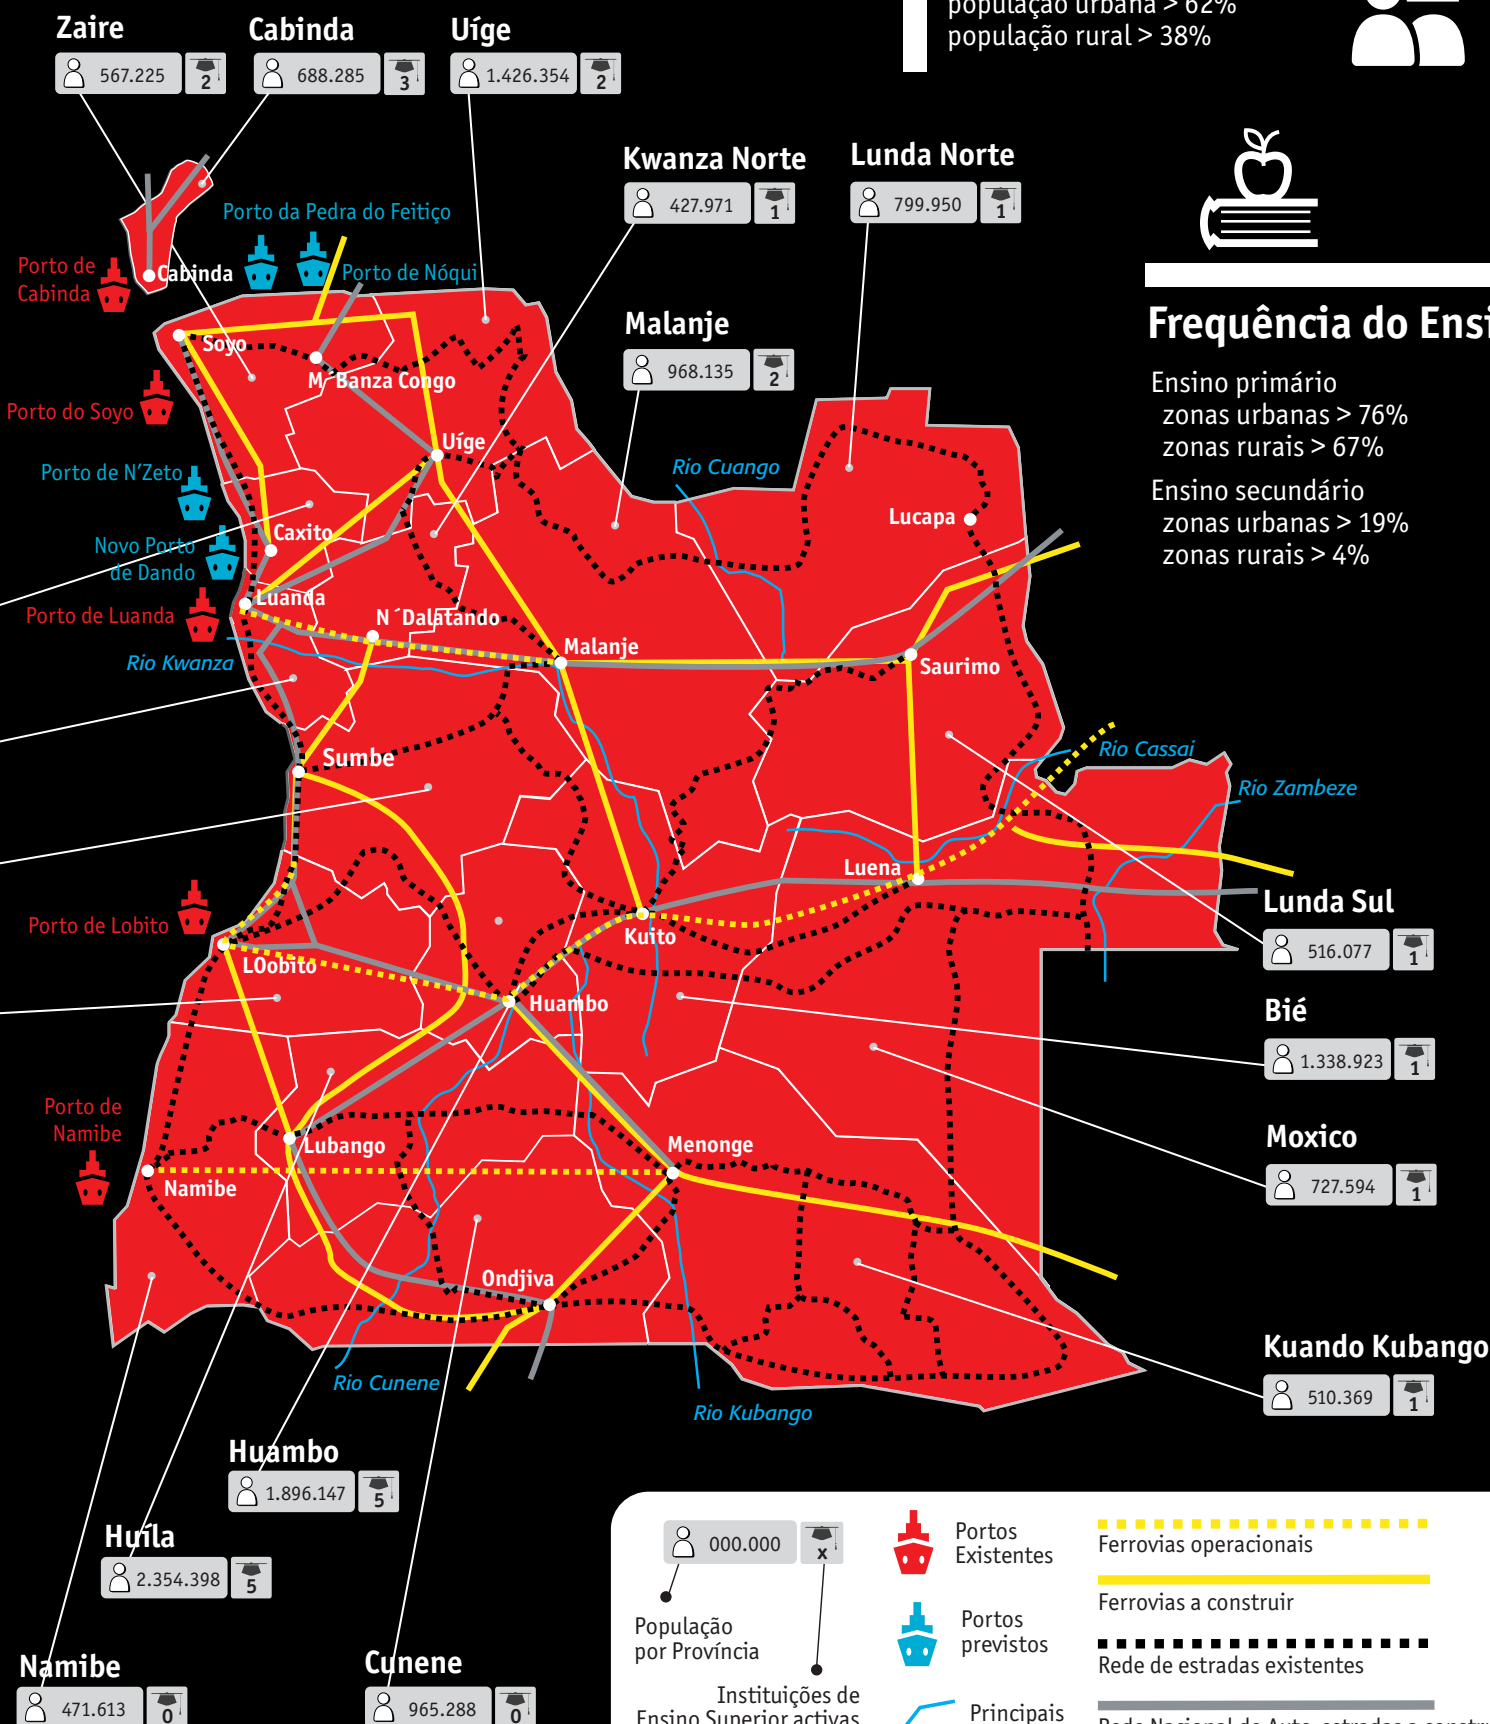 população urbana > 62%
população rural > 38%
Zaire
567.225
2
Cabinda
688.285
3
Uíge
1.426.354
2
Kwanza Norte
427.971
1
Lunda Norte
799.950
1
Malanje
968.135
2
Frequência do Ensi
Ensino primário
zonas urbanas > 76%
zonas rurais > 67%
Ensino secundário
zonas urbanas > 19%
zonas rurais > 4%
Porto da Pedra do Feitiço
Porto de
Cabinda
Cabinda
Porto de Nóqui
Soyo
M´Banza Congo
Porto do Soyo
Uíge
Rio Cuango
Porto de N’Zeto
Lucapa
Caxito
Novo Porto
de Dando
Luanda
Porto de Luanda
N´Dalatando
Malanje
Rio Kwanza
Saurimo
Sumbe
Rio Cassai
Rio Zambeze
Luena
Porto de Lobito
Kuito
LOobito
Huambo
Lunda Sul
516.077
1
Bié
1.338.923
1
Porto de
Namibe
Lubango
Menonge
Moxico
727.594
1
Namibe
Ondjiva
Rio Cunene
Rio Kubango
Kuando Kubango
510.369
1
Huambo
1.896.147
5
Huíla
2.354.398
5
Namibe
471.613
0
Cunene
965.288
0
000.000
x
População
por Província
Instituições de
Ensino Superior activas
Portos
Existentes
Portos
previstos
Principais
Ferrovias operacionais
Ferrovias a construir
Rede de estradas existentes
Rede Nacional de Auto-estradas a constru